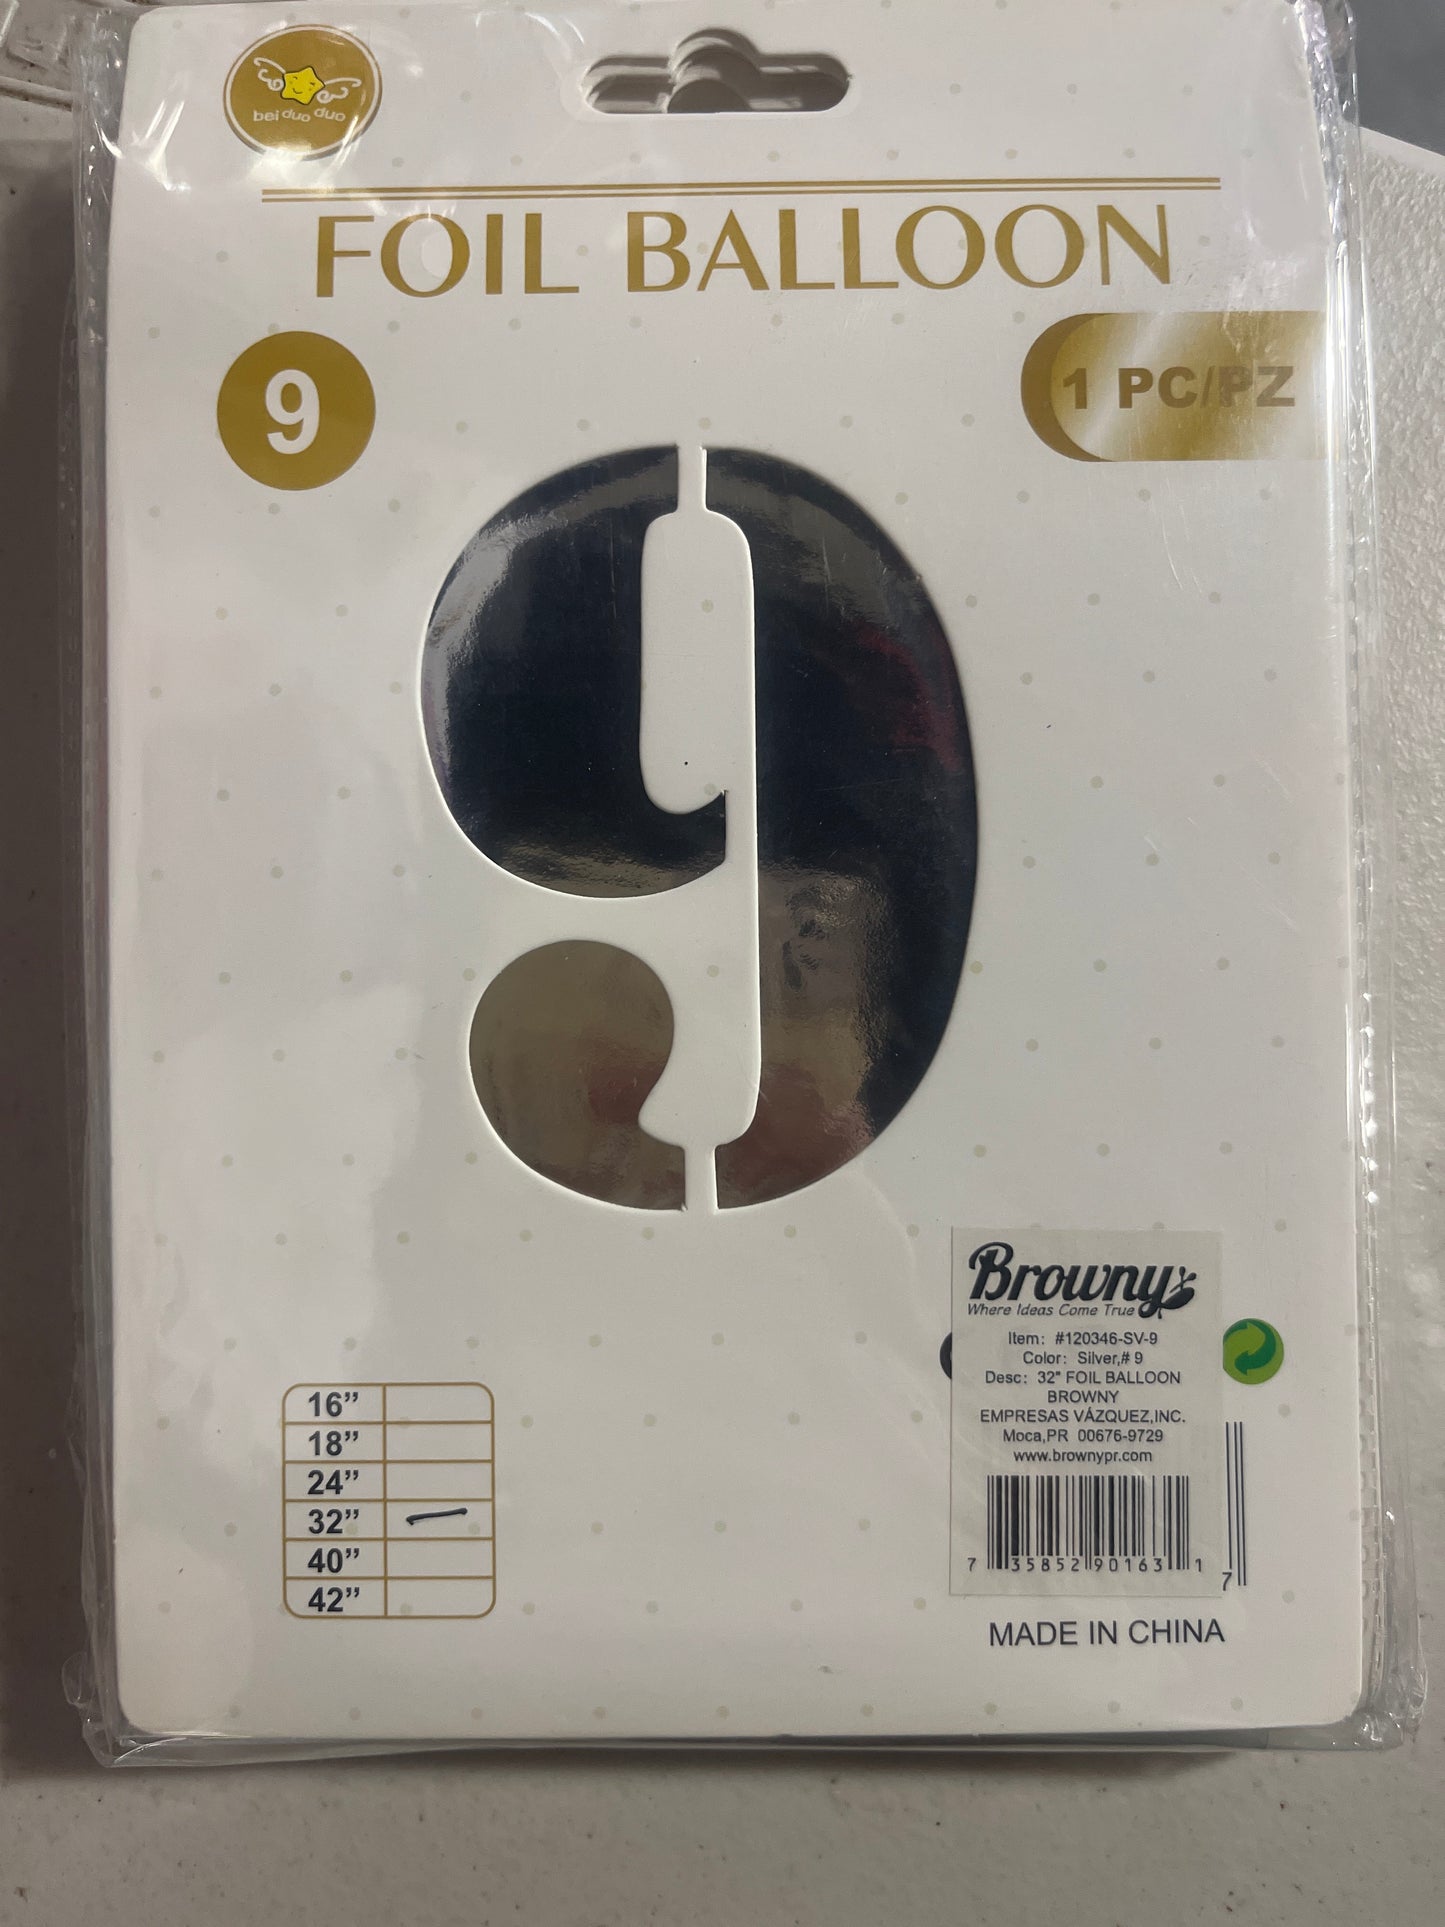 bei duo duo
FOIL BALLOON
9
1 PC/PZ
Browny
Where Ideas Come True
Item: #120346-SV-9
Color: Silver,# 9
Desc: 32" FOIL BALLOON
BROWNY
EMPRESAS VÁZQUEZ,INC.
Moca,PR 00676-9729
www.brownypr.com
7 35852 90163 1
7
16”
18”
24”
32”
40”
42”
MADE IN CHINA